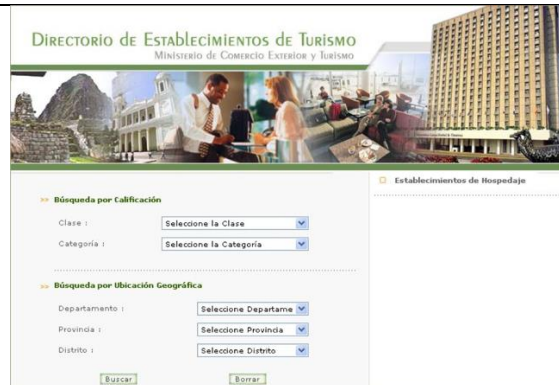 Directorio de Establecimientos de Turismo
Ministerio de Comercio Exterior y Turismo
Establecimientos de Hospedaje
>> Búsqueda por Calificación
Clase : Seleccione la Clase
Categoría : Seleccione la Categoría
>> Búsqueda por Ubicación Geográfica
Departamento : Seleccione Departame
Provincia : Seleccione Provincia
Distrito : Seleccione Distrito
Buscar Borrar